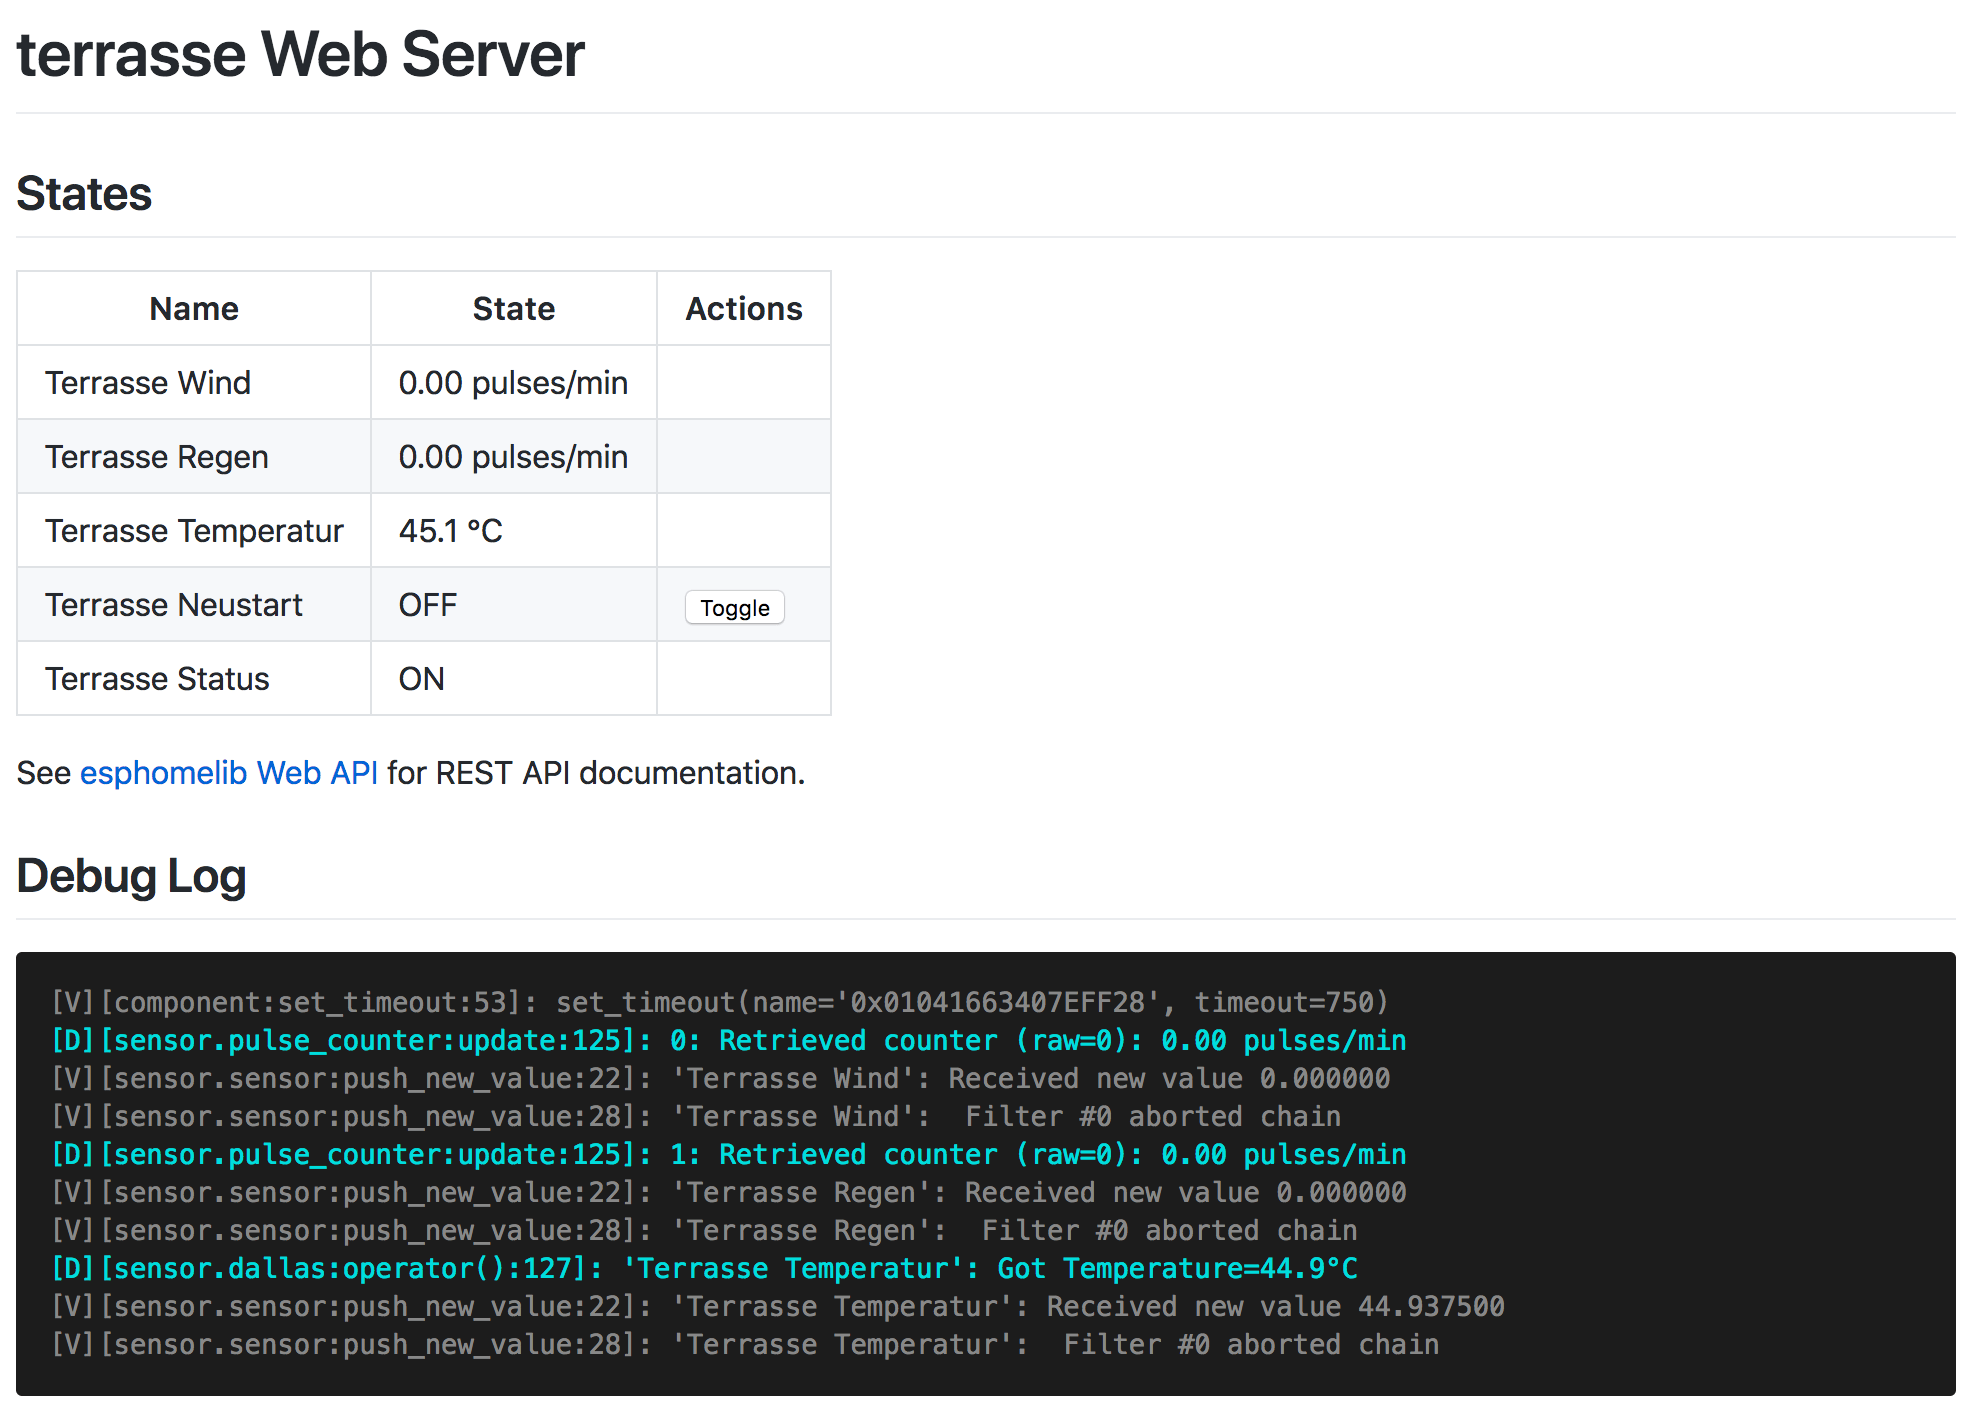 terrasse Web Server
States
Name State Actions
Terrasse Wind 0.00 pulses/min
Terrasse Regen 0.00 pulses/min
Terrasse Temperatur 45.1 °C
Terrasse Neustart OFF Toggle
Terrasse Status ON
See esphomelib Web API for REST API documentation.
Debug Log
[V][component:set_timeout:53]: set_timeout(name='0x01041663407EFF28', timeout=750)
[D][sensor.pulse_counter:update:125]: 0: Retrieved counter (raw=0): 0.00 pulses/min
[V][sensor.sensor:push_new_value:22]: 'Terrasse Wind': Received new value 0.000000
[V][sensor.sensor:push_new_value:28]: 'Terrasse Wind':  Filter #0 aborted chain
[D][sensor.pulse_counter:update:125]: 1: Retrieved counter (raw=0): 0.00 pulses/min
[V][sensor.sensor:push_new_value:22]: 'Terrasse Regen': Received new value 0.000000
[V][sensor.sensor:push_new_value:28]: 'Terrasse Regen':  Filter #0 aborted chain
[D][sensor.dallas:operator():127]: 'Terrasse Temperatur': Got Temperature=44.9°C
[V][sensor.sensor:push_new_value:22]: 'Terrasse Temperatur': Received new value 44.937500
[V][sensor.sensor:push_new_value:28]: 'Terrasse Temperatur':  Filter #0 aborted chain